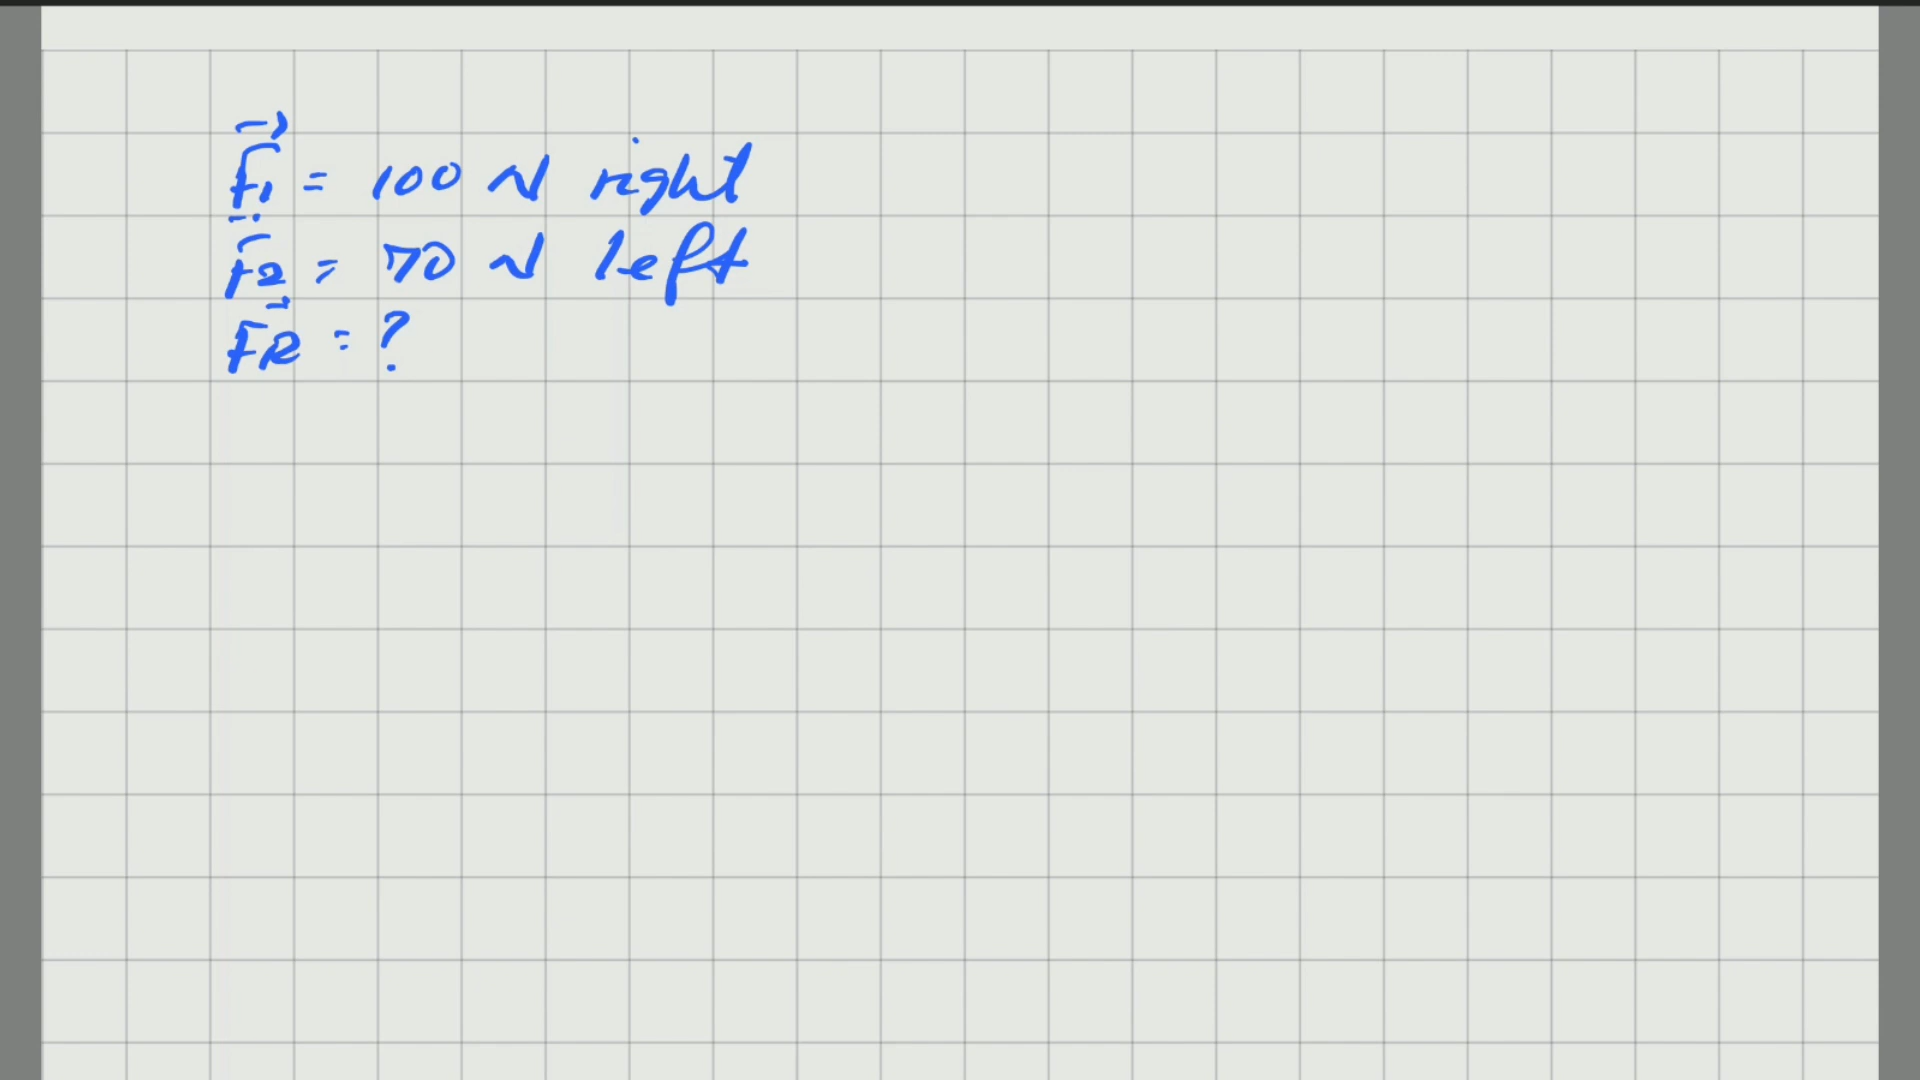 F1 = 100 N right
F2 = 70 N left
FR = ?